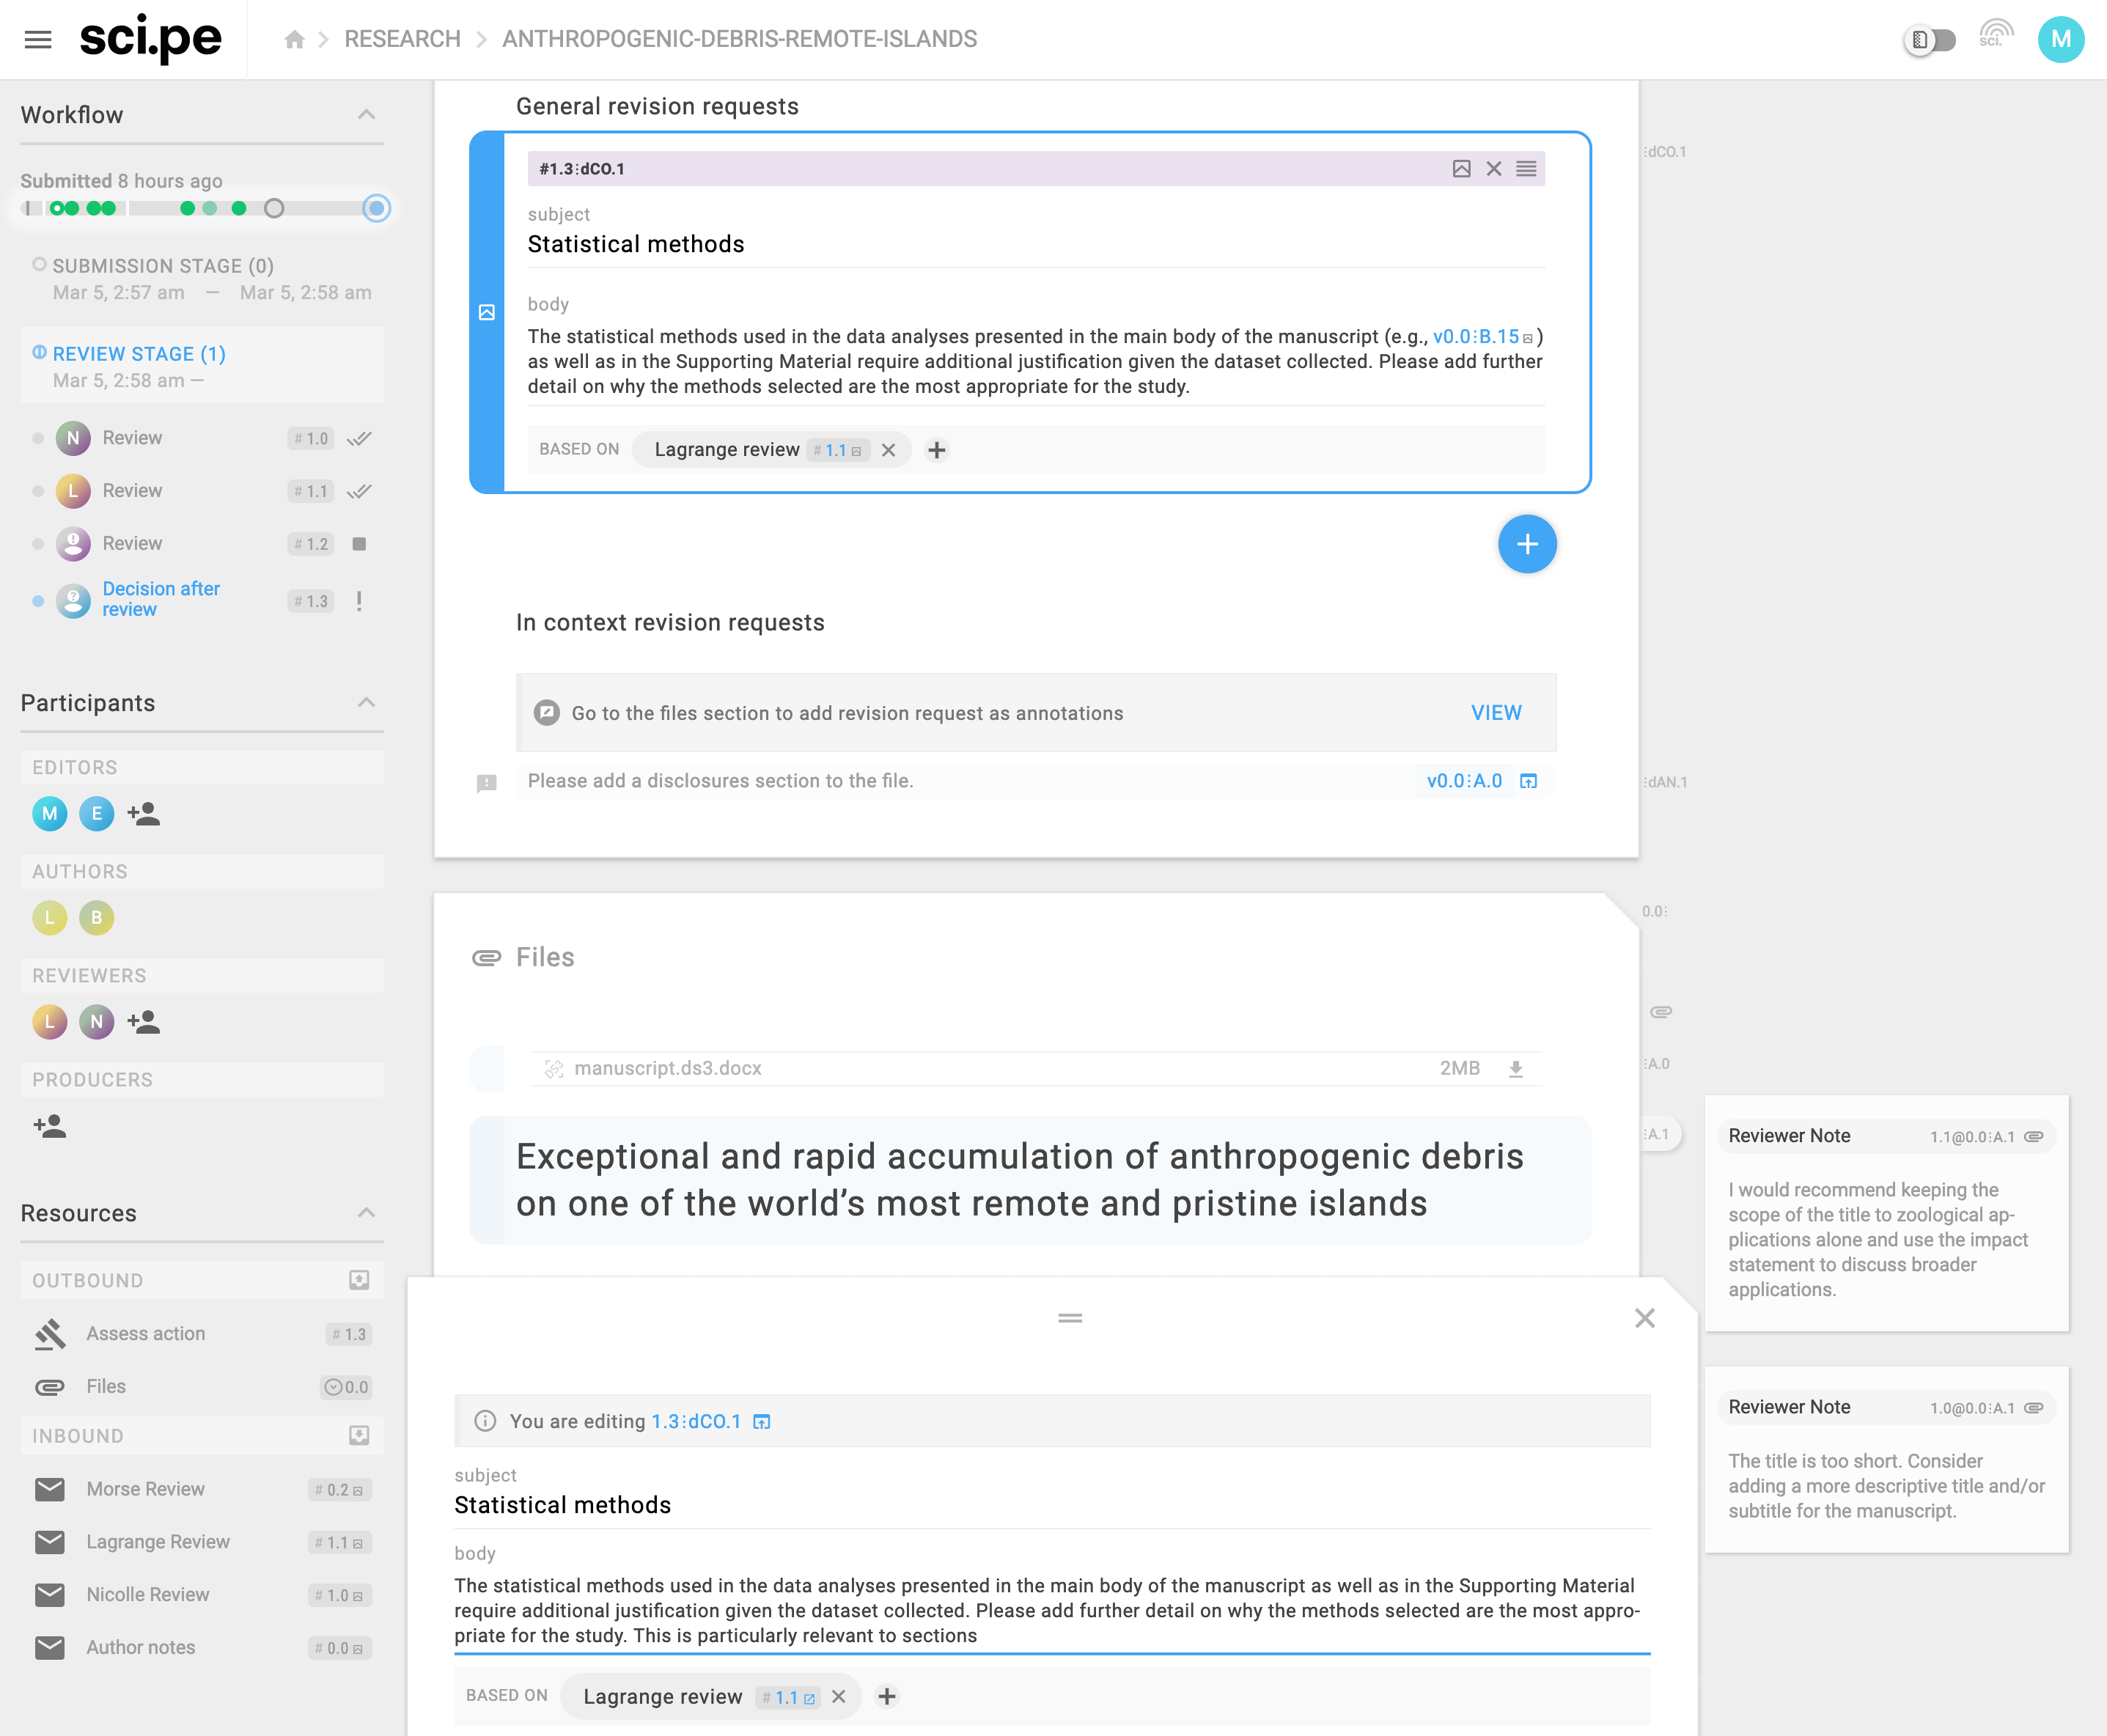 sci.pe
RESEARCH
ANTHROPOGENIC-DEBRIS-REMOTE-ISLANDS
sci.
M
Workflow
Submitted 8 hours ago
SUBMISSION STAGE (0)
Mar 5, 2:57 am — Mar 5, 2:58 am
REVIEW STAGE (1)
Mar 5, 2:58 am —
N Review # 1.0
L Review # 1.1
Review # 1.2
Decision after
review
# 1.3
Participants
EDITORS
M E
AUTHORS
L B
REVIEWERS
L N
PRODUCERS
Resources
OUTBOUND
Assess action # 1.3
Files 0.0
INBOUND
Morse Review # 0.2
Lagrange Review # 1.1
Nicolle Review # 1.0
Author notes # 0.0
General revision requests
#1.3⫶dCO.1
⫶dCO.1
subject
Statistical methods
body
The statistical methods used in the data analyses presented in the main body of the manuscript (e.g., v0.0⫶B.15)
as well as in the Supporting Material require additional justification given the dataset collected. Please add further
detail on why the methods selected are the most appropriate for the study.
BASED ON Lagrange review # 1.1
In context revision requests
Go to the files section to add revision request as annotations VIEW
Please add a disclosures section to the file. v0.0⫶A.0
⫶dAN.1
0.0⫶
Files
manuscript.ds3.docx 2MB
⫶A.0
Exceptional and rapid accumulation of anthropogenic debris
on one of the world’s most remote and pristine islands
⫶A.1
You are editing 1.3⫶dCO.1
subject
Statistical methods
body
The statistical methods used in the data analyses presented in the main body of the manuscript as well as in the Supporting Material
require additional justification given the dataset collected. Please add further detail on why the methods selected are the most appro-
priate for the study. This is particularly relevant to sections
BASED ON Lagrange review # 1.1
Reviewer Note 1.1@0.0⫶A.1
I would recommend keeping the
scope of the title to zoological ap-
plications alone and use the impact
statement to discuss broader
applications.
Reviewer Note 1.0@0.0⫶A.1
The title is too short. Consider
adding a more descriptive title and/or
subtitle for the manuscript.